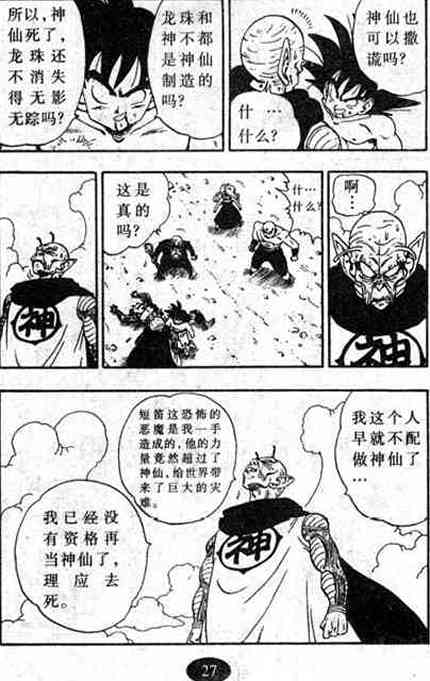 神仙也
可以撒
谎吗?
什…
什么?
龙珠和
神不都
是神仙
制造的
吗?
所以,神
仙死了,
龙珠还
不消失
得无影
无踪吗?
啊
…
什…
什么?
这是
真的
吗?
神
神
我这个人
早就不配
做神仙了
…
短笛这恐怖的
恶魔是我一手
造成的,他的力
量竟然超过了
神仙,给世界带
来了巨大的灾
难。
我已经没
有资格再
当神仙了,
理应去
死。
神
27